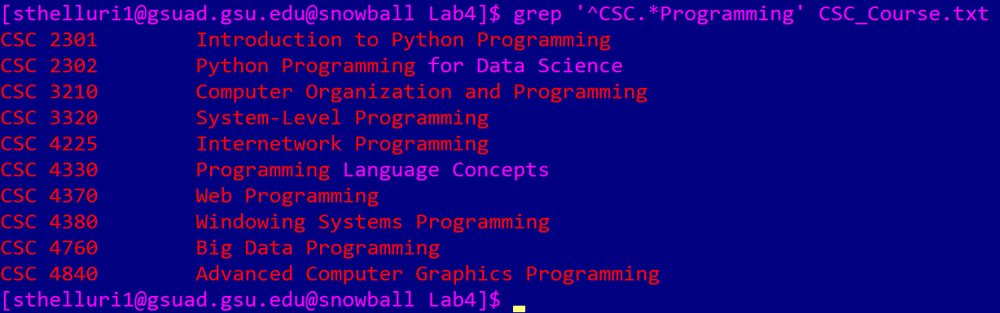 [sthelluri1@gsuad.gsu.edu@snowball Lab4]$ grep '^CSC.*Programming' CSC_Course.txt
CSC 2301        Introduction to Python Programming
CSC 2302        Python Programming for Data Science
CSC 3210        Computer Organization and Programming
CSC 3320        System-Level Programming
CSC 4225        Internetwork Programming
CSC 4330        Programming Language Concepts
CSC 4370        Web Programming
CSC 4380        Windowing Systems Programming
CSC 4760        Big Data Programming
CSC 4840        Advanced Computer Graphics Programming
[sthelluri1@gsuad.gsu.edu@snowball Lab4]$